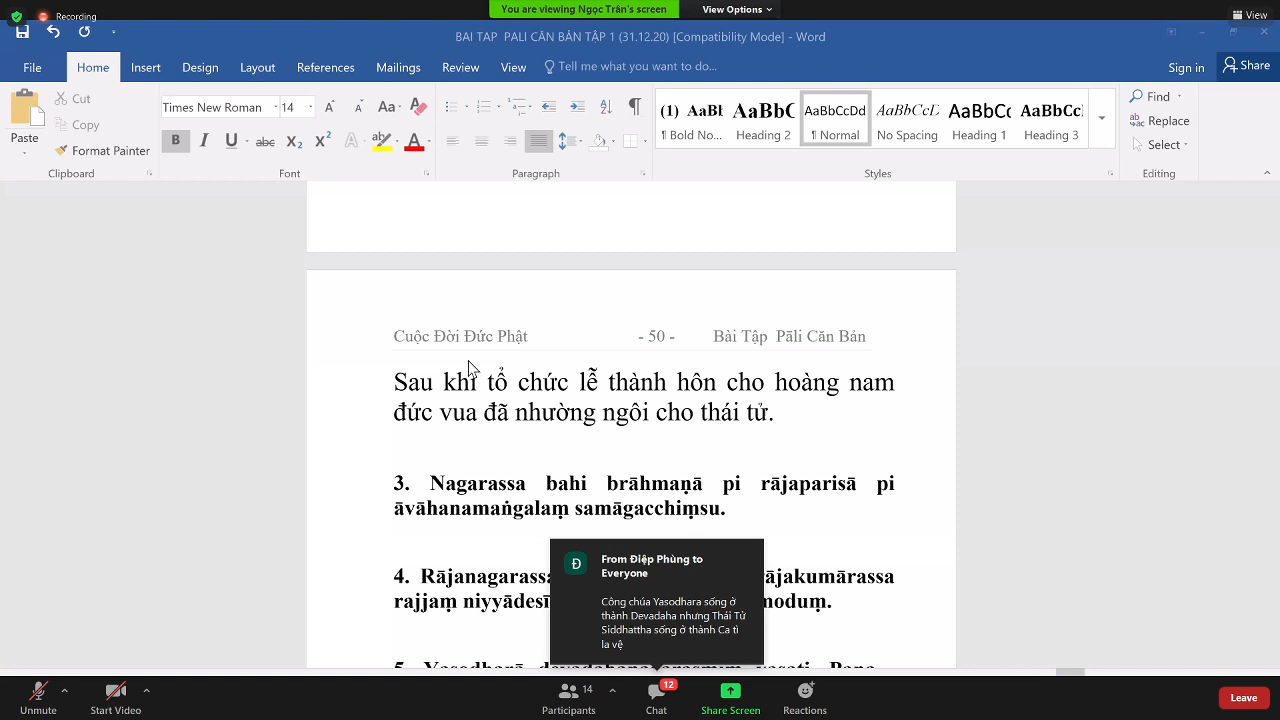 Recording
You are viewing Ngọc Trân's screen
View Options
View
BAI TAP PALI CĂN BẢN TẬP 1 (31.12.20) [Compatibility Mode] - Word
File Home Insert Design Layout References Mailings Review View Tell me what you want to do... Sign in Share
Paste Cut Copy Format Painter
Clipboard
Times New Roman 14
Font
Paragraph
(1) AaBl AaBbC AaBbCcDd AaBbCcL AaBbCc AaBbCc
¶ Bold No... Heading 2 ¶ Normal No Spacing Heading 1 Heading 3
Styles
Find
Replace
Select
Editing
Cuộc Đời Đức Phật - 50 - Bài Tập Pāli Căn Bản
Sau khi tổ chức lễ thành hôn cho hoàng nam
đức vua đã nhường ngôi cho thái tử.
3. Nagarassa bahi brāhmaṇā pi rājaparisā pi
āvāhanamaṅgalaṃ samāgacchiṃsu.
4. Rājanagarassa
rajjaṃ niyyādesi
From Điệp Phùng to
Everyone
Công chúa Yasodhara sống ở
thành Devadaha nhưng Thái Tử
Siddhattha sống ở thành Ca tì
la vệ
Unmute
Start Video
Participants 14
Chat 12
Share Screen
Reactions
Leave